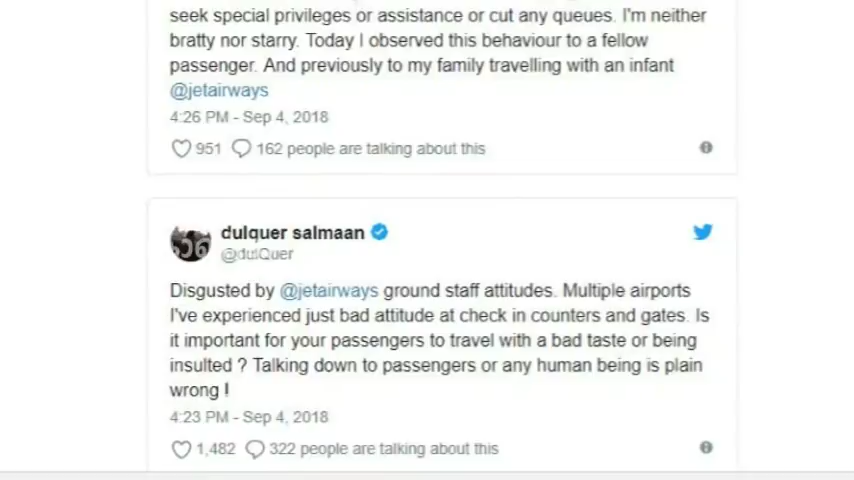 seek special privileges or assistance or cut any queues. I'm neither
bratty nor starry. Today I observed this behaviour to a fellow
passenger. And previously to my family travelling with an infant
@jetairways
4:26 PM - Sep 4, 2018
951 162 people are talking about this
dulquer salmaan
@dulQuer
Disgusted by @jetairways ground staff attitudes. Multiple airports
I've experienced just bad attitude at check in counters and gates. Is
it important for your passengers to travel with a bad taste or being
insulted ? Talking down to passengers or any human being is plain
wrong !
4:23 PM - Sep 4, 2018
1,482 322 people are talking about this